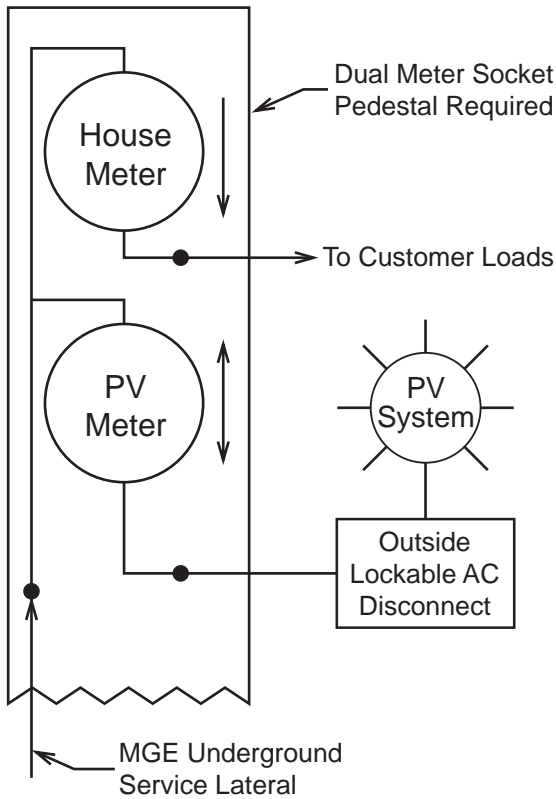 Dual Meter Socket
Pedestal Required
House
Meter
To Customer Loads
PV
Meter
PV
System
Outside
Lockable AC
Disconnect
MGE Underground
Service Lateral